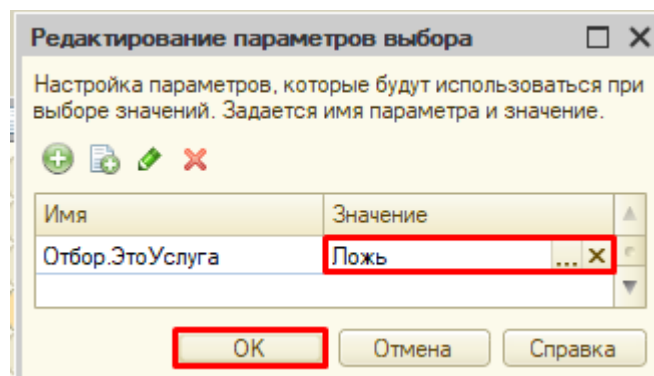 Редактирование параметров выбора
Настройка параметров, которые будут использоваться при
выборе значений. Задается имя параметра и значение.
Имя Значение
Отбор.ЭтоУслуга Ложь ...
ОК Отмена Справка